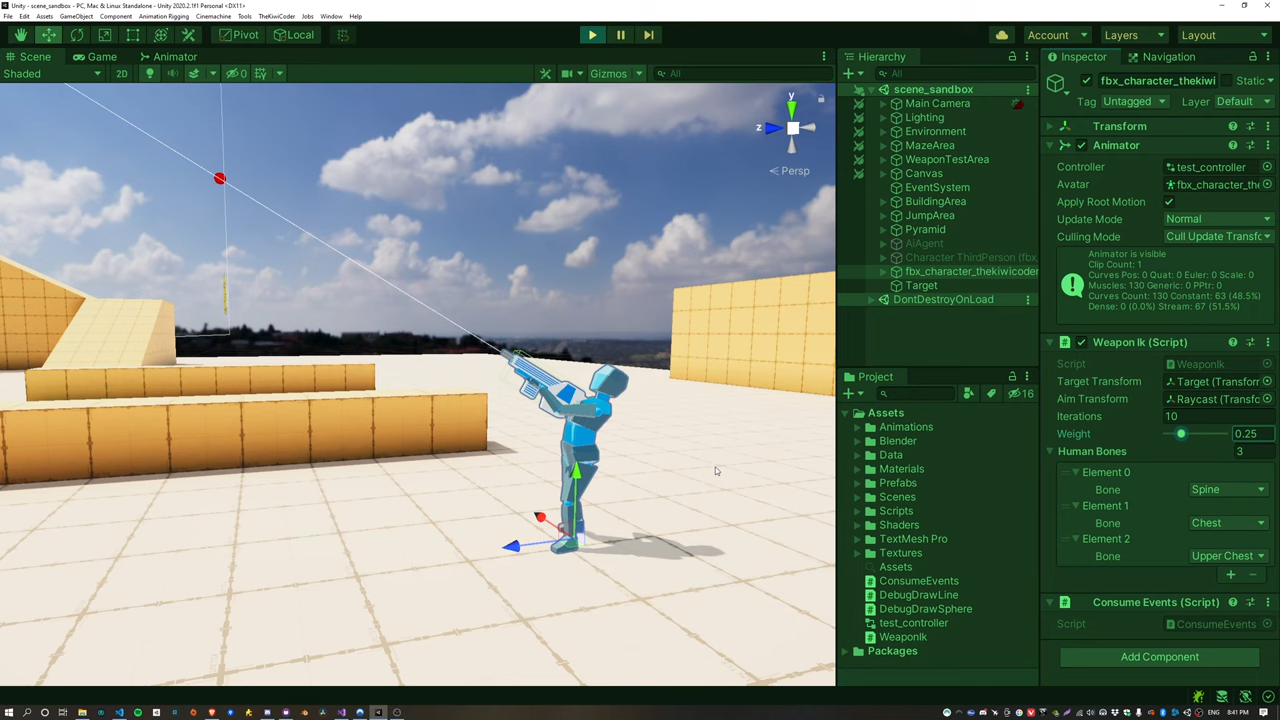 Unity - scene_sandbox - PC, Mac & Linux Standalone - Unity 2020.2.1f1 Personal <DX11>
File Edit Assets GameObject Component Animation Rigging Cinemachine Tools TheKiwiCoder Jobs Window Help
Pivot Local Account Layers Layout
Scene Game Animator
Shaded 2D 0 Gizmos All
y
z
Persp
Hierarchy
All
scene_sandbox
Main Camera
Lighting
Environment
MazeArea
WeaponTestArea
Canvas
EventSystem
BuildingArea
JumpArea
Pyramid
AiAgent
Character ThirdPerson (fbx_
fbx_character_thekiwicoder
Target
DontDestroyOnLoad
Project
16
Assets
Animations
Blender
Data
Materials
Prefabs
Scenes
Scripts
Shaders
TextMesh Pro
Textures
Assets
ConsumeEvents
DebugDrawLine
DebugDrawSphere
test_controller
WeaponIk
Packages
Inspector Navigation
fbx_character_thekiwi Static
Tag Untagged Layer Default
Transform
Animator
Controller test_controller
Avatar fbx_character_the
Apply Root Motion
Update Mode Normal
Culling Mode Cull Update Transfo
Animator is visible
Clip Count: 1
Curves Pos: 0 Quat: 0 Euler: 0 Scale: 0
Muscles: 130 Generic: 0 PPtr: 0
Curves Count: 130 Constant: 63 (48.5%)
Dense: 0 (0.0%) Stream: 67 (51.5%)
Weapon Ik (Script)
Script WeaponIk
Target Transform Target (Transform
Aim Transform Raycast (Transfo
Iterations 10
Weight 0.25
Human Bones 3
Element 0
Bone Spine
Element 1
Bone Chest
Element 2
Bone Upper Chest
Consume Events (Script)
Script ConsumeEvents
Add Component
ENG 8:41 PM